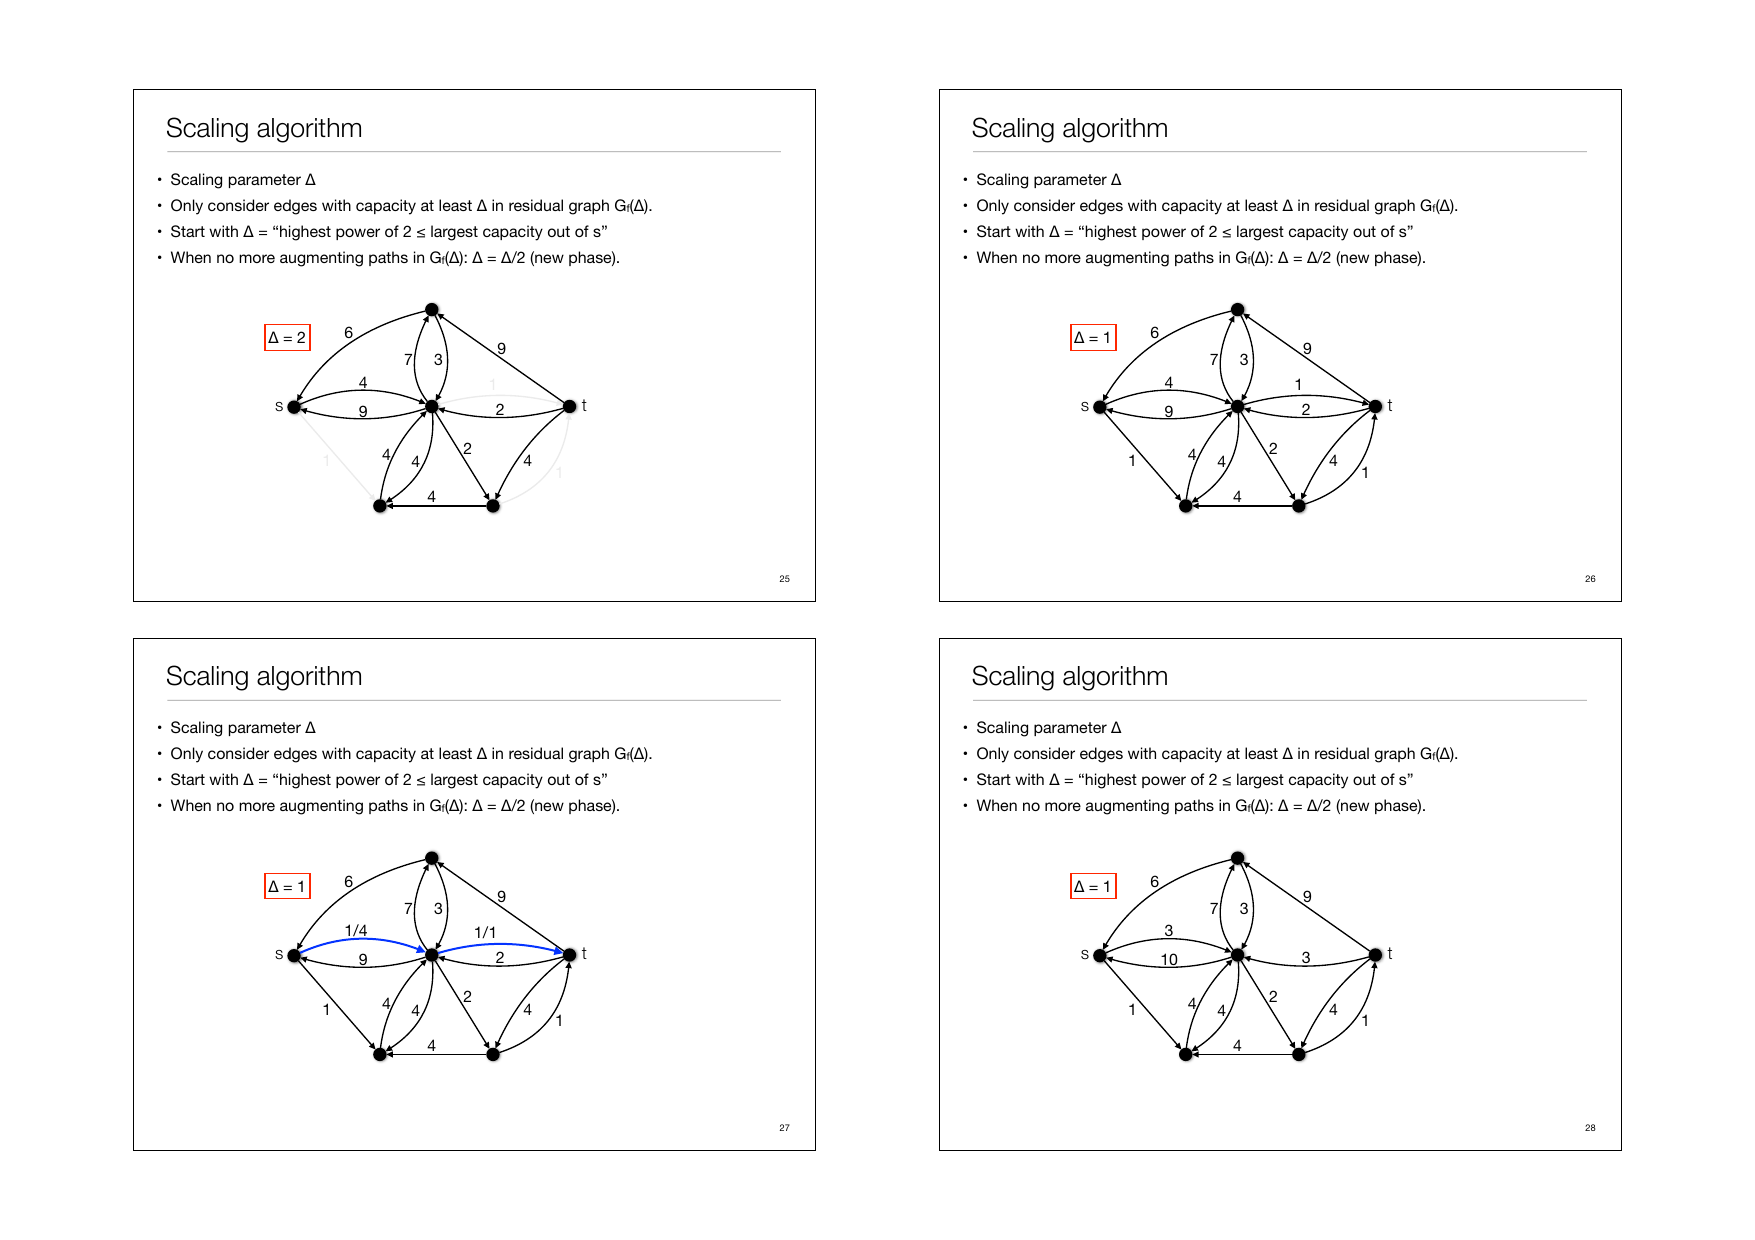 Scaling algorithm
• Scaling parameter Δ
• Only consider edges with capacity at least Δ in residual graph Gf(Δ).
• Start with Δ = “highest power of 2 ≤ largest capacity out of s”
• When no more augmenting paths in Gf(Δ): Δ = Δ/2 (new phase).
Δ = 2
6
9
7 3
4
1
s
9
2
t
2
4
4
4
1
1
4
25
Scaling algorithm
• Scaling parameter Δ
• Only consider edges with capacity at least Δ in residual graph Gf(Δ).
• Start with Δ = “highest power of 2 ≤ largest capacity out of s”
• When no more augmenting paths in Gf(Δ): Δ = Δ/2 (new phase).
Δ = 1
6
9
7 3
4
1
s
9
2
t
2
4
4
4
1
1
4
26
Scaling algorithm
• Scaling parameter Δ
• Only consider edges with capacity at least Δ in residual graph Gf(Δ).
• Start with Δ = “highest power of 2 ≤ largest capacity out of s”
• When no more augmenting paths in Gf(Δ): Δ = Δ/2 (new phase).
Δ = 1
6
9
7 3
1/4
1/1
s
9
2
t
2
4
4
4
1
1
4
27
Scaling algorithm
• Scaling parameter Δ
• Only consider edges with capacity at least Δ in residual graph Gf(Δ).
• Start with Δ = “highest power of 2 ≤ largest capacity out of s”
• When no more augmenting paths in Gf(Δ): Δ = Δ/2 (new phase).
Δ = 1
6
9
7 3
3
s
10
3
t
2
4
4
4
1
1
4
28